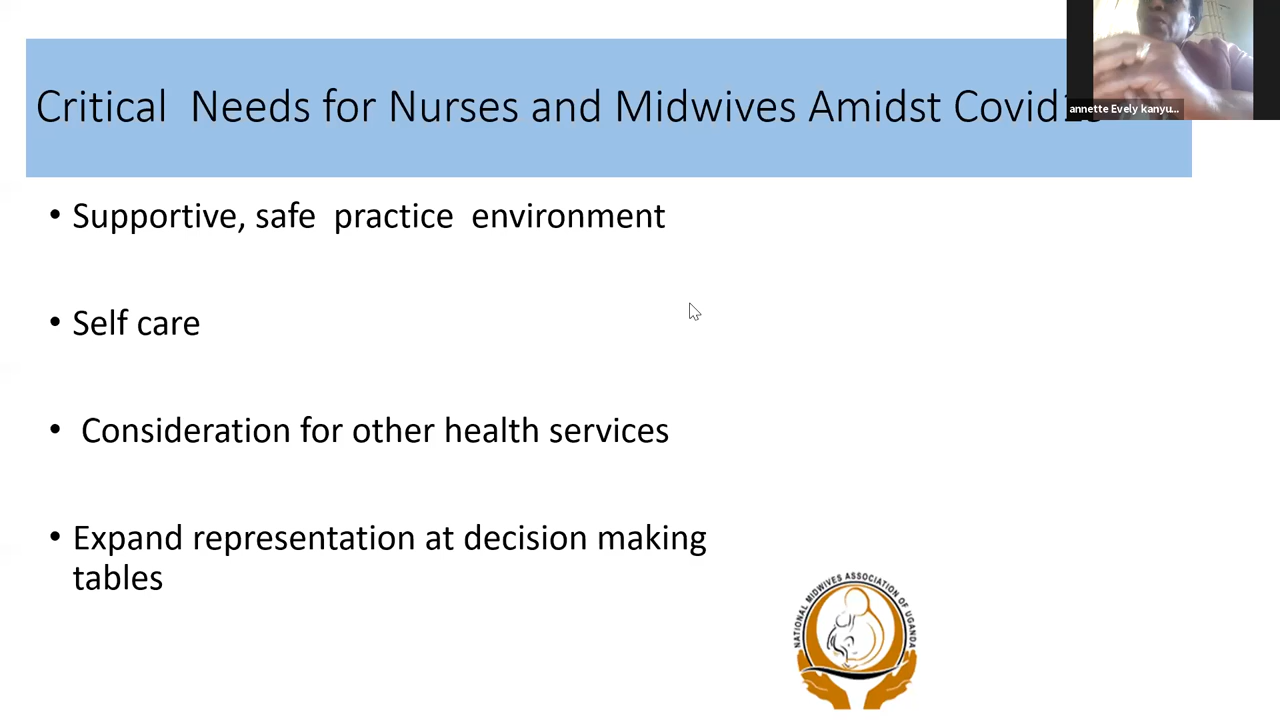 Critical Needs for Nurses and Midwives Amidst Covid
annette Evely kanyu...
• Supportive, safe practice environment
• Self care
• Consideration for other health services
• Expand representation at decision making
tables
NATIONAL MIDWIVES ASSOCIATION OF UGANDA